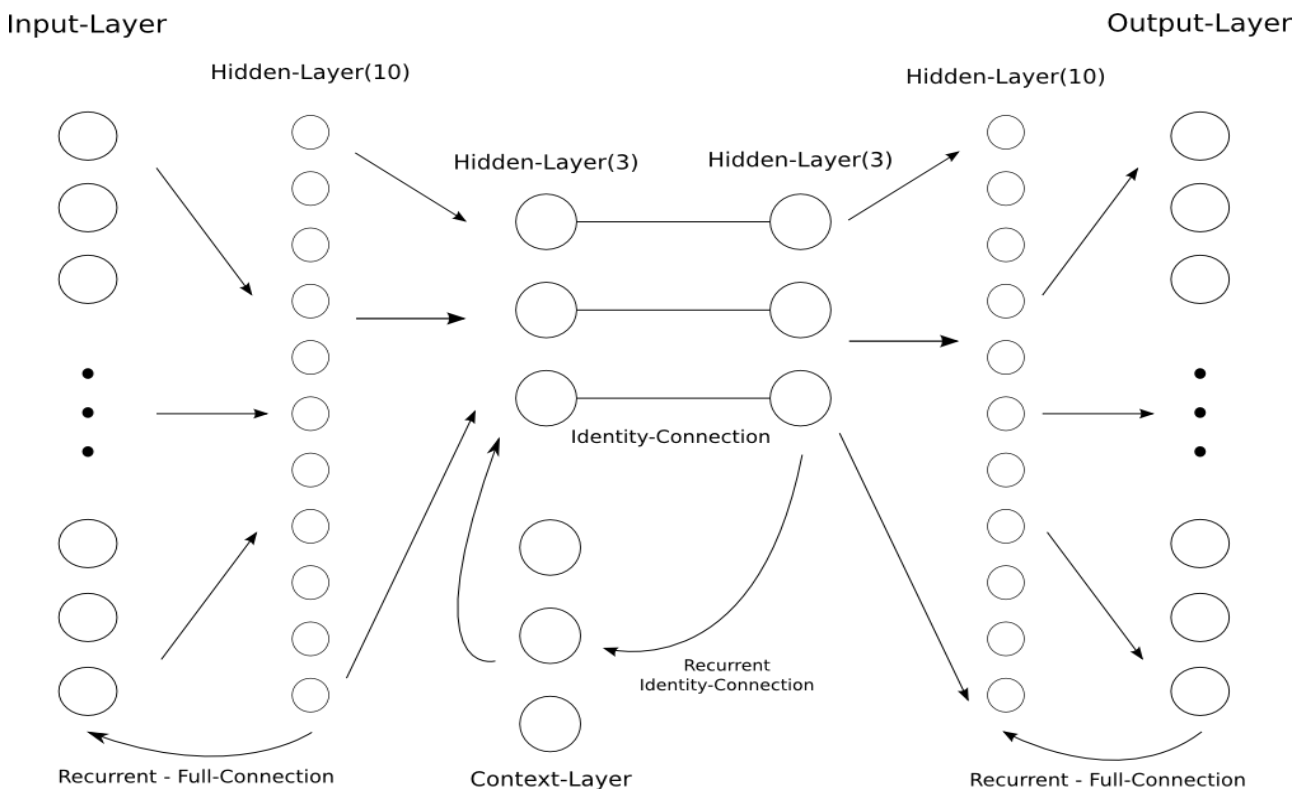 Input-Layer
Output-Layer
Hidden-Layer(10)
Hidden-Layer(10)
Hidden-Layer(3)
Hidden-Layer(3)
Identity-Connection
Recurrent
Identity-Connection
Recurrent - Full-Connection
Context-Layer
Recurrent - Full-Connection